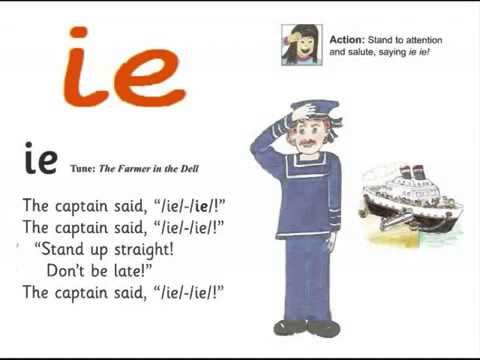 ie
Action: Stand to attention
and salute, saying ie ie!
ie Tune: The Farmer in the Dell
The captain said, “/ie/-/ie/!”
The captain said, “/ie/-/ie/!”
“Stand up straight!
Don’t be late!”
The captain said, “/ie/-/ie/!”